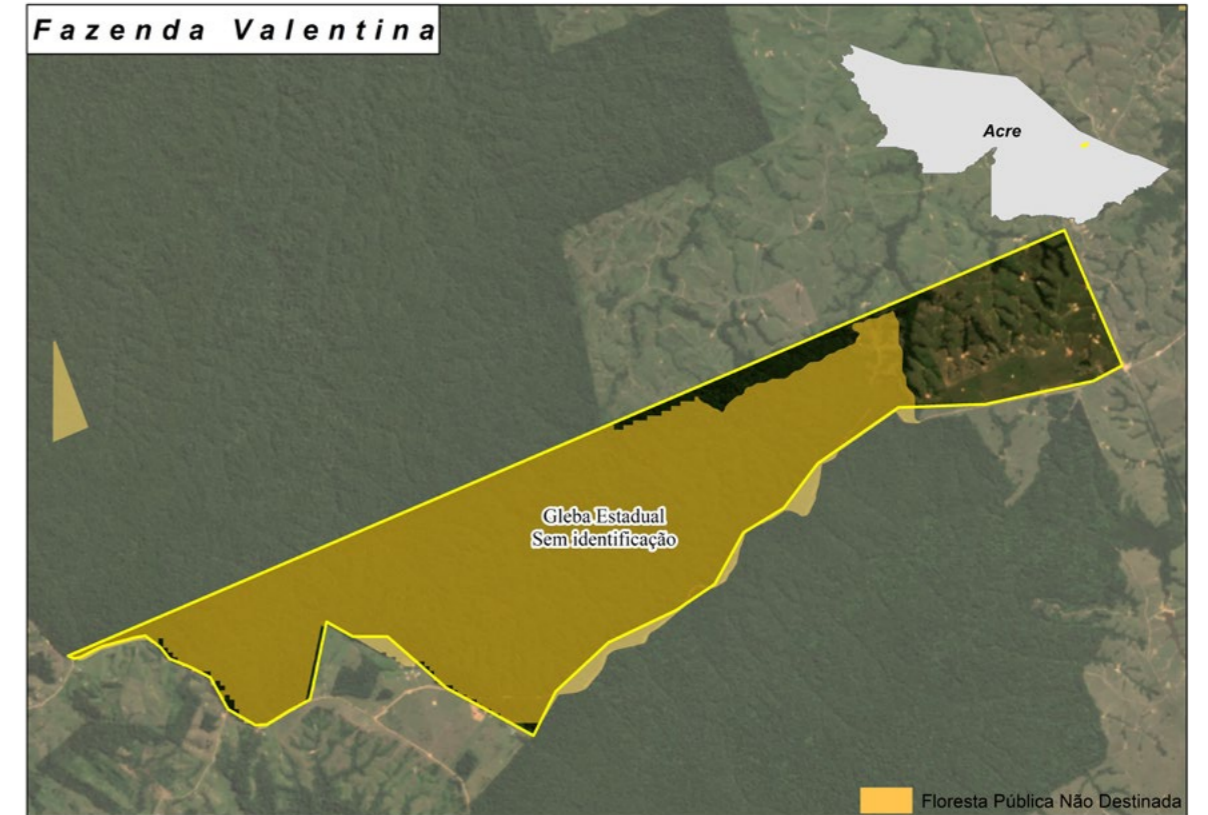 Fazenda Valentina
Acre
Gleba Estadual
Sem identificação
Floresta Pública Não Destinada